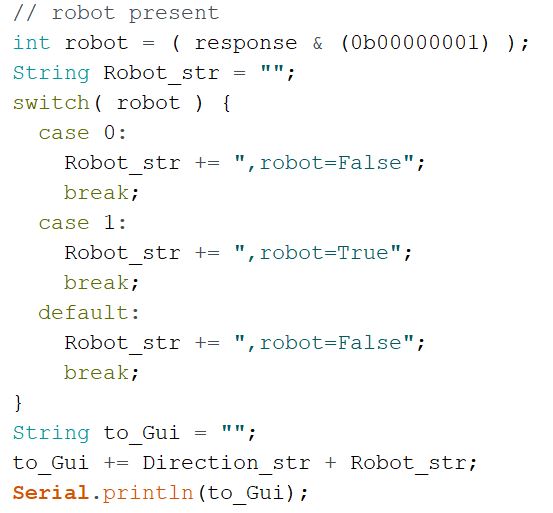 // robot present
int robot = ( response & (0b00000001) );
String Robot_str = "";
switch( robot ) {
  case 0:
    Robot_str += ",robot=False";
    break;
  case 1:
    Robot_str += ",robot=True";
    break;
  default:
    Robot_str += ",robot=False";
    break;
}
String to_Gui = "";
to_Gui += Direction_str + Robot_str;
Serial.println(to_Gui);